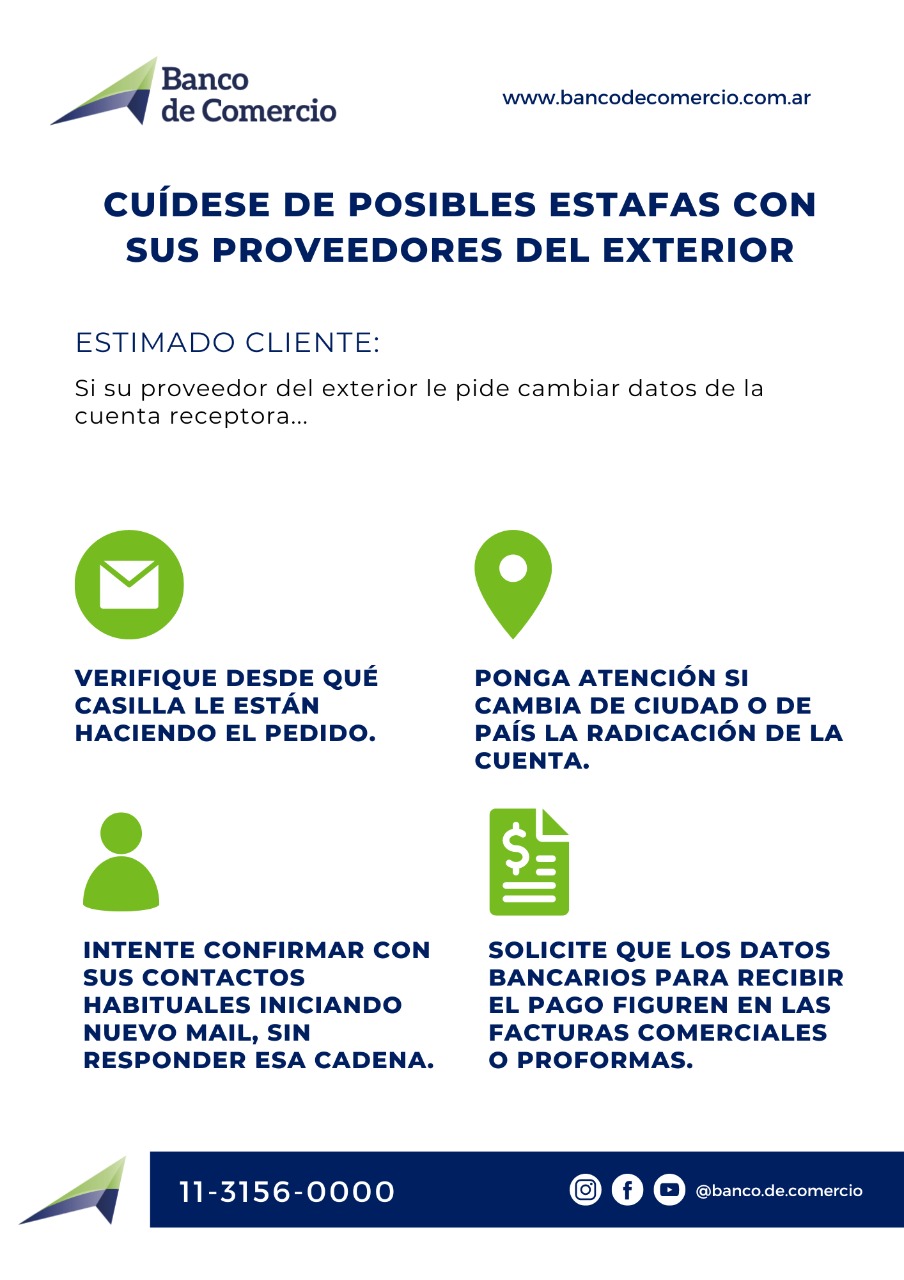 Banco
de Comercio
www.bancodecomercio.com.ar
CUÍDESE DE POSIBLES ESTAFAS CON
SUS PROVEEDORES DEL EXTERIOR
ESTIMADO CLIENTE:
Si su proveedor del exterior le pide cambiar datos de la
cuenta receptora...
VERIFIQUE DESDE QUÉ
CASILLA LE ESTÁN
HACIENDO EL PEDIDO.
PONGA ATENCIÓN SI
CAMBIA DE CIUDAD O DE
PAÍS LA RADICACIÓN DE LA
CUENTA.
$
INTENTE CONFIRMAR CON
SUS CONTACTOS
HABITUALES INICIANDO
NUEVO MAIL, SIN
RESPONDER ESA CADENA.
SOLICITE QUE LOS DATOS
BANCARIOS PARA RECIBIR
EL PAGO FIGUREN EN LAS
FACTURAS COMERCIALES
O PROFORMAS.
11-3156-0000
@banco.de.comercio